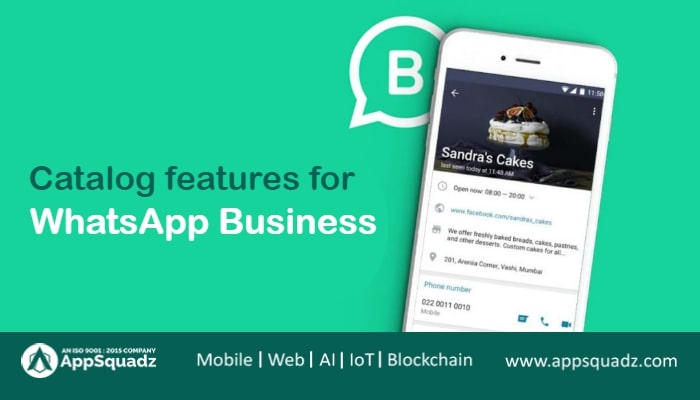 Catalog features for
WhatsApp Business
B
11:50
Sandra's Cakes
last seen today at 11.48 AM
Open now: 08:00 — 20:00
www.facebook.com/sandras_cakes
We offer freshly baked breads, cakes, pastries,
and other desserts. Custom cakes for all...
201, Areniia Corner, Vashi, Mumbai
Phone number
022 0011 0010
Mobile
AN ISO 9001 : 2015 COMPANY
AppSquadz
Mobile | Web | AI | IoT | Blockchain
www.appsquadz.com